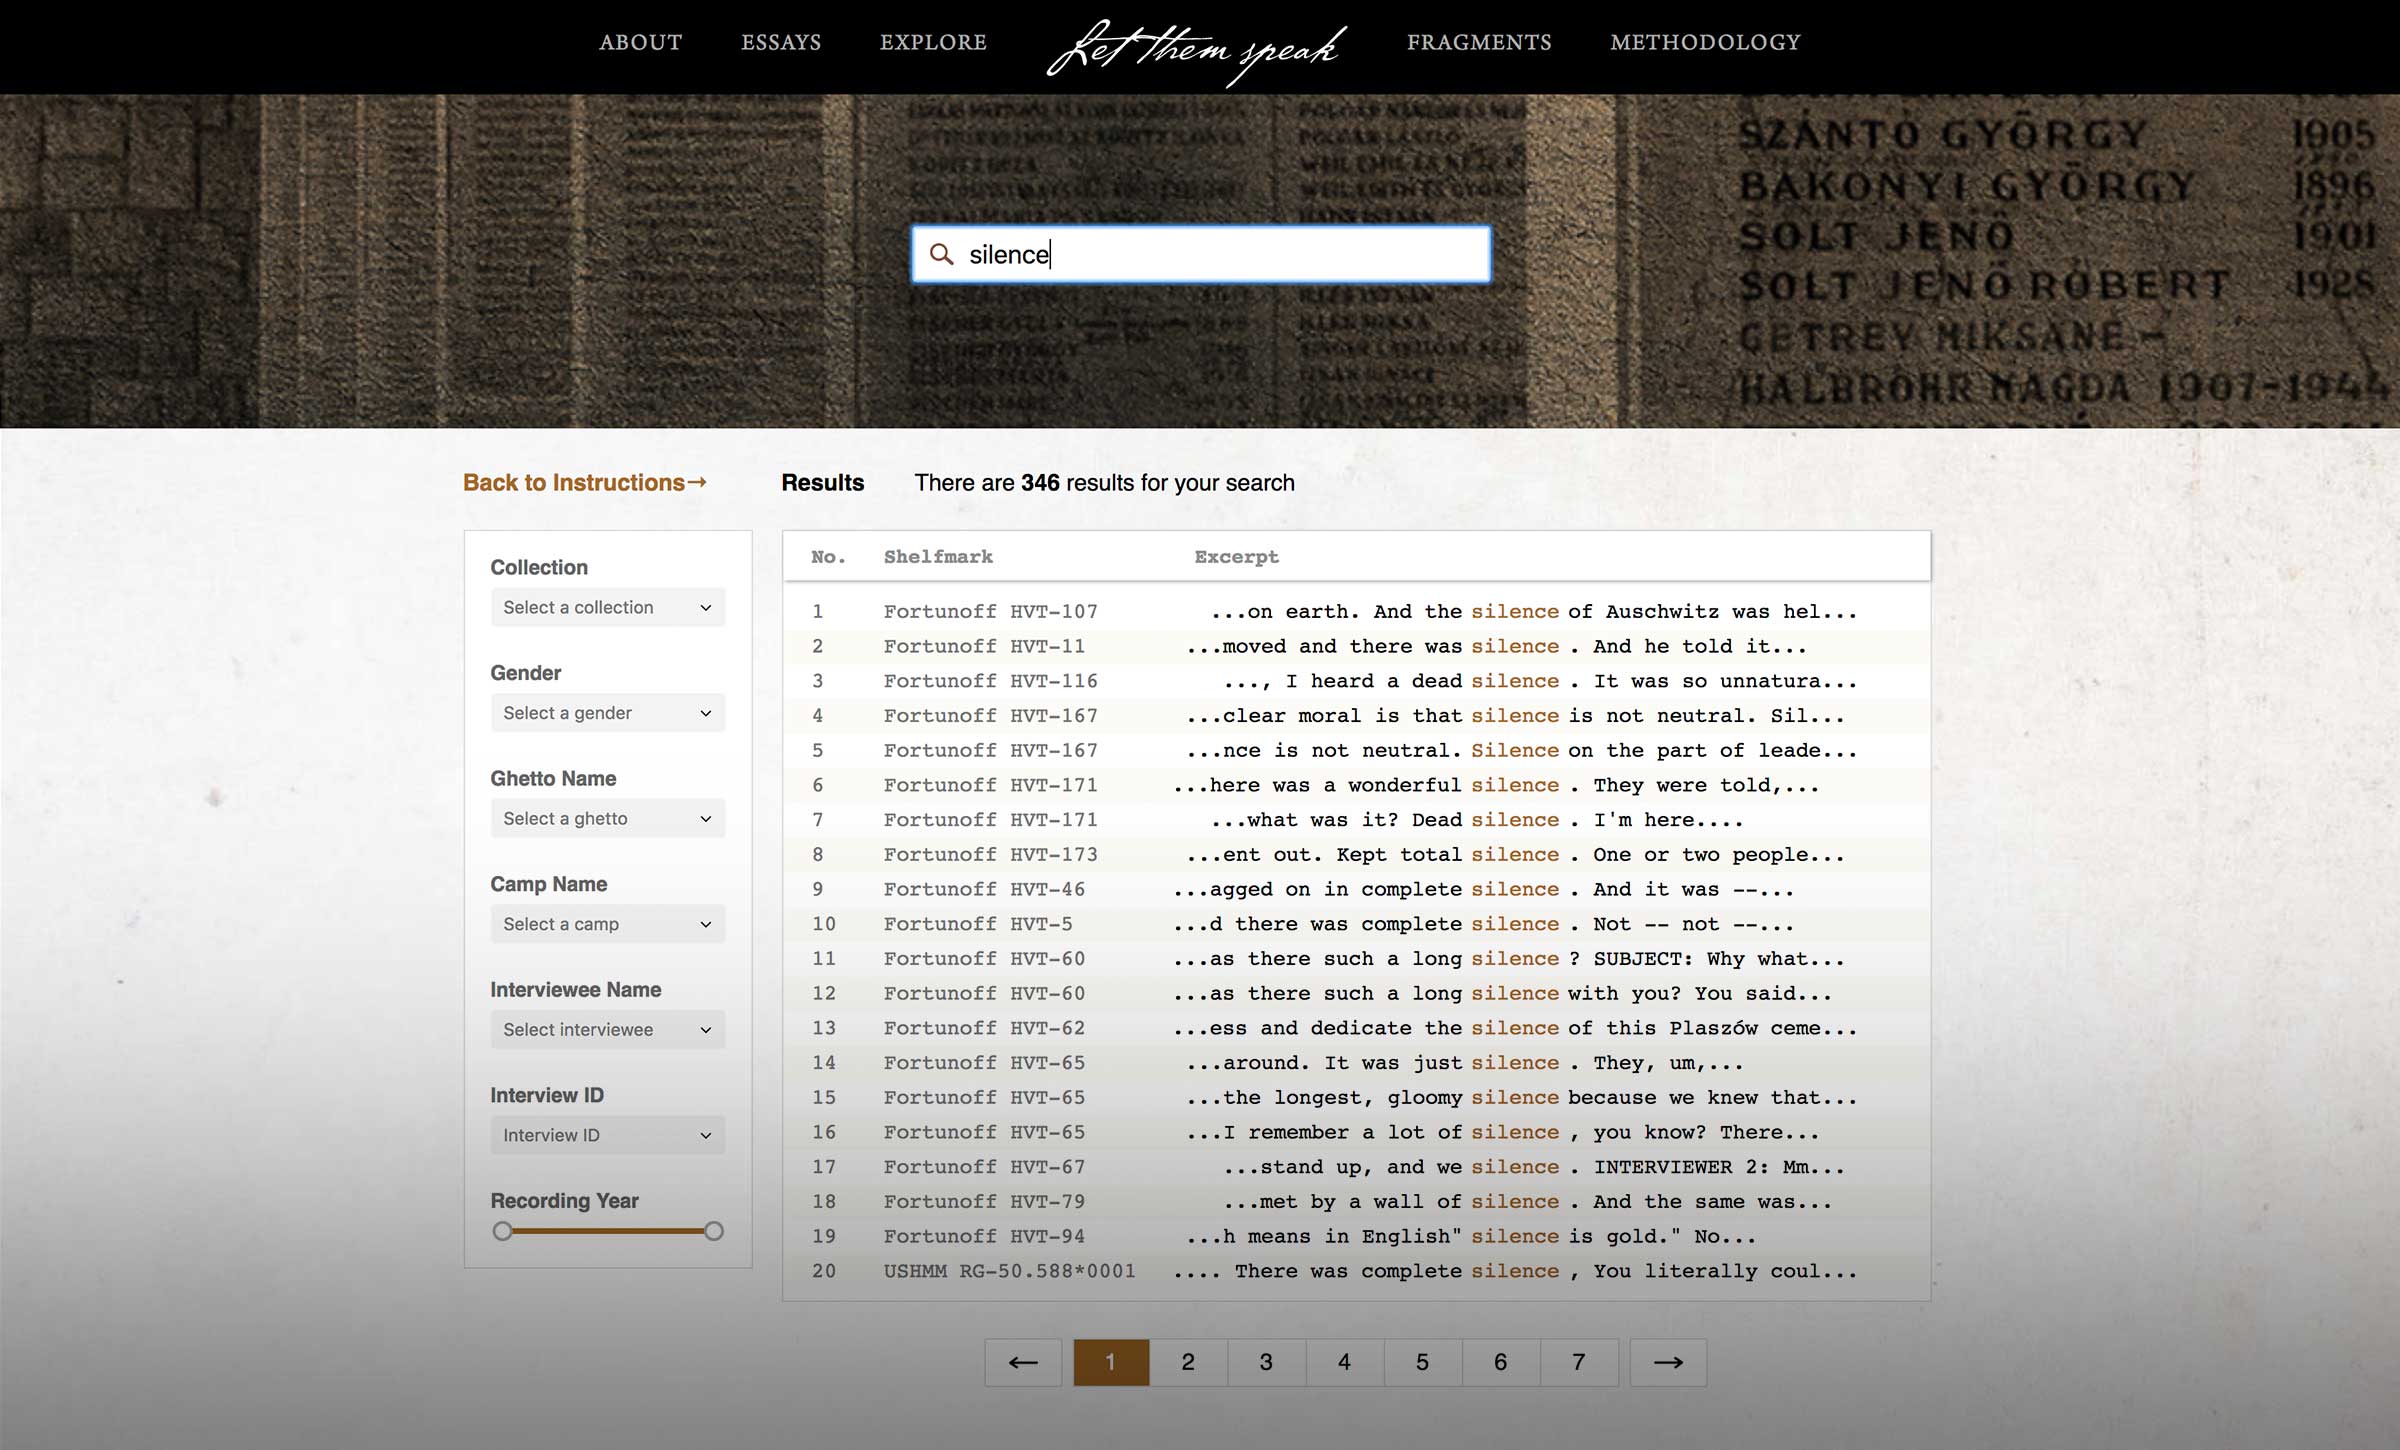 ABOUT ESSAYS EXPLORE Let them speak FRAGMENTS METHODOLOGY
SZÁNTÓ GYÖRGY 1905
BAKONYI GYÖRGY 1896
SOLT JENŐ 1901
SOLT JENŐ RÓBERT 1928
GETREV MIKSÁNÉ -
HALBROHR MAGDA 1907-1944
silence
Back to Instructions→
Results There are 346 results for your search
Collection
Select a collection
Gender
Select a gender
Ghetto Name
Select a ghetto
Camp Name
Select a camp
Interviewee Name
Select interviewee
Interview ID
Interview ID
Recording Year
No. Shelfmark Excerpt
1 Fortunoff HVT-107 ...on earth. And the silence of Auschwitz was hel...
2 Fortunoff HVT-11 ...moved and there was silence . And he told it...
3 Fortunoff HVT-116 ..., I heard a dead silence . It was so unnatura...
4 Fortunoff HVT-167 ...clear moral is that silence is not neutral. Sil...
5 Fortunoff HVT-167 ...nce is not neutral. Silence on the part of leade...
6 Fortunoff HVT-171 ...here was a wonderful silence . They were told,...
7 Fortunoff HVT-171 ...what was it? Dead silence . I'm here....
8 Fortunoff HVT-173 ...ent out. Kept total silence . One or two people...
9 Fortunoff HVT-46 ...agged on in complete silence . And it was --...
10 Fortunoff HVT-5 ...d there was complete silence . Not -- not --...
11 Fortunoff HVT-60 ...as there such a long silence ? SUBJECT: Why what...
12 Fortunoff HVT-60 ...as there such a long silence with you? You said...
13 Fortunoff HVT-62 ...ess and dedicate the silence of this Plaszów ceme...
14 Fortunoff HVT-65 ...around. It was just silence . They, um,...
15 Fortunoff HVT-65 ...the longest, gloomy silence because we knew that...
16 Fortunoff HVT-65 ...I remember a lot of silence , you know? There...
17 Fortunoff HVT-67 ...stand up, and we silence . INTERVIEWER 2: Mm...
18 Fortunoff HVT-79 ...met by a wall of silence . And the same was...
19 Fortunoff HVT-94 ...h means in English" silence is gold." No...
20 USHMM RG-50.588*0001 .... There was complete silence , You literally coul...
← 1 2 3 4 5 6 7 →